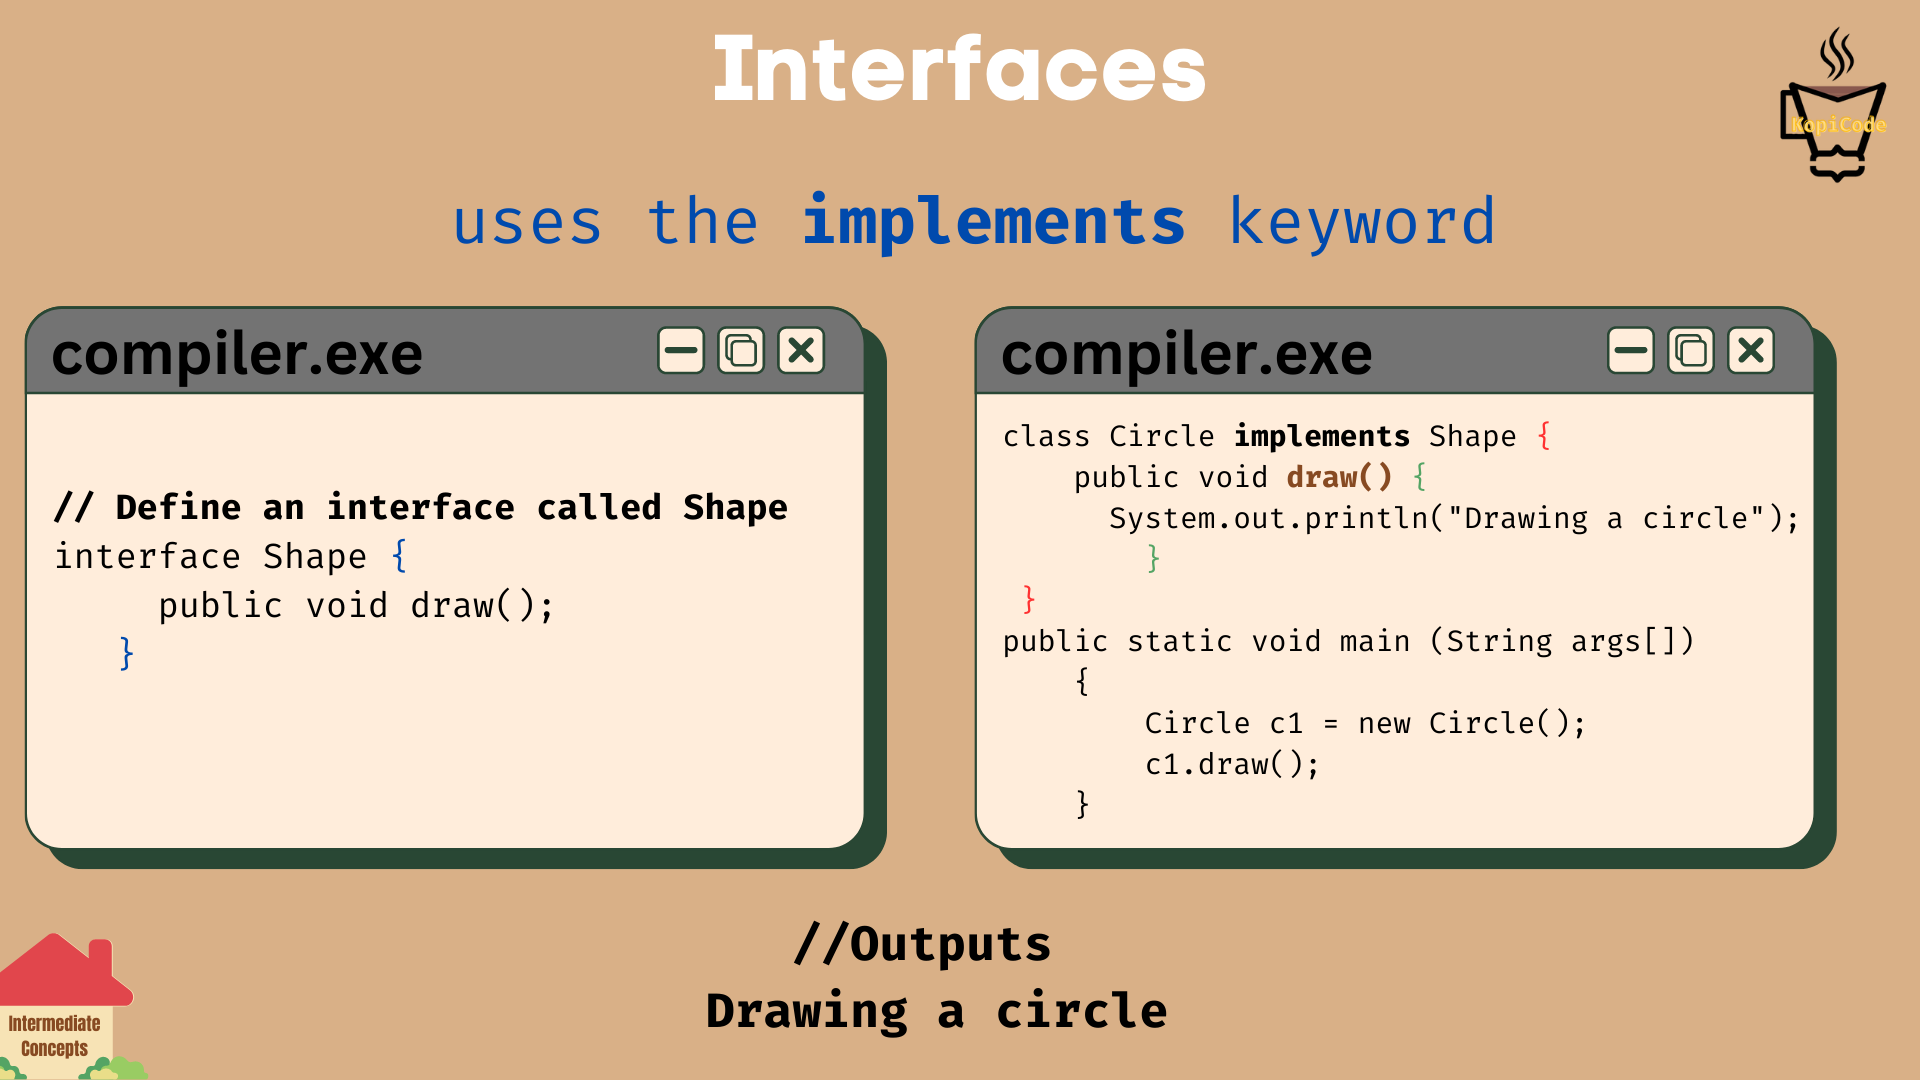 Interfaces
KopiCode
uses the implements keyword
compiler.exe
// Define an interface called Shape
interface Shape {
public void draw();
}
compiler.exe
class Circle implements Shape {
public void draw() {
System.out.println("Drawing a circle");
}
}
public static void main (String args[])
{
Circle c1 = new Circle();
c1.draw();
}
//Outputs
Drawing a circle
Intermediate
Concepts